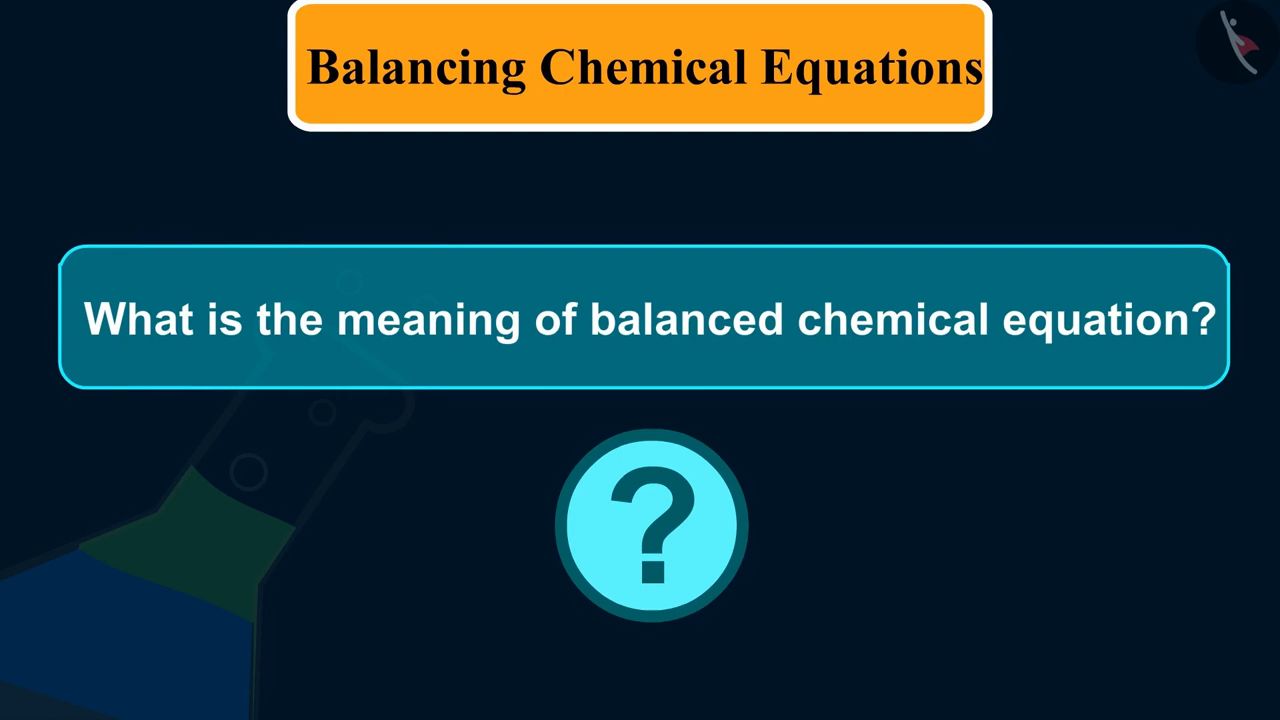 Balancing Chemical Equations
What is the meaning of balanced chemical equation?
?